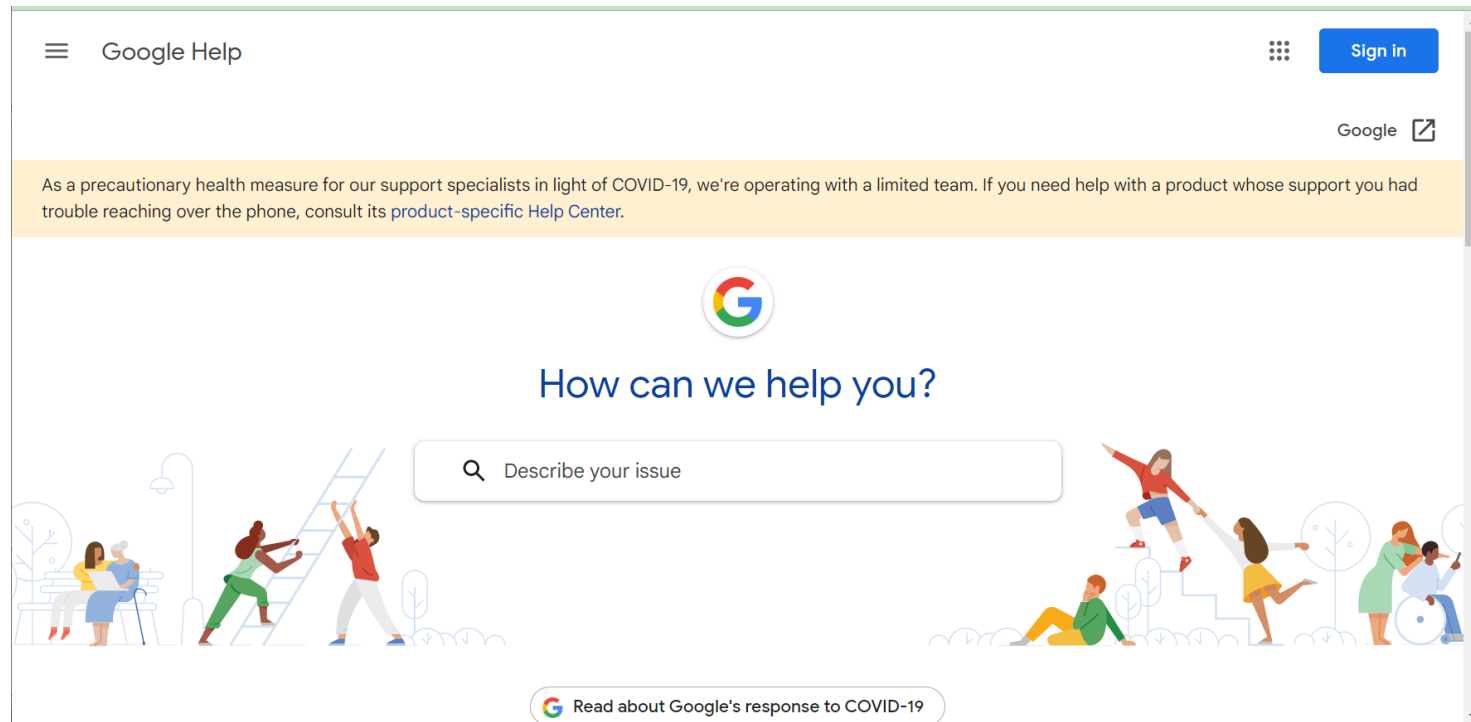 Google Help
Sign in
Google
As a precautionary health measure for our support specialists in light of COVID-19, we're operating with a limited team. If you need help with a product whose support you had
trouble reaching over the phone, consult its product-specific Help Center.
How can we help you?
Describe your issue
Read about Google's response to COVID-19